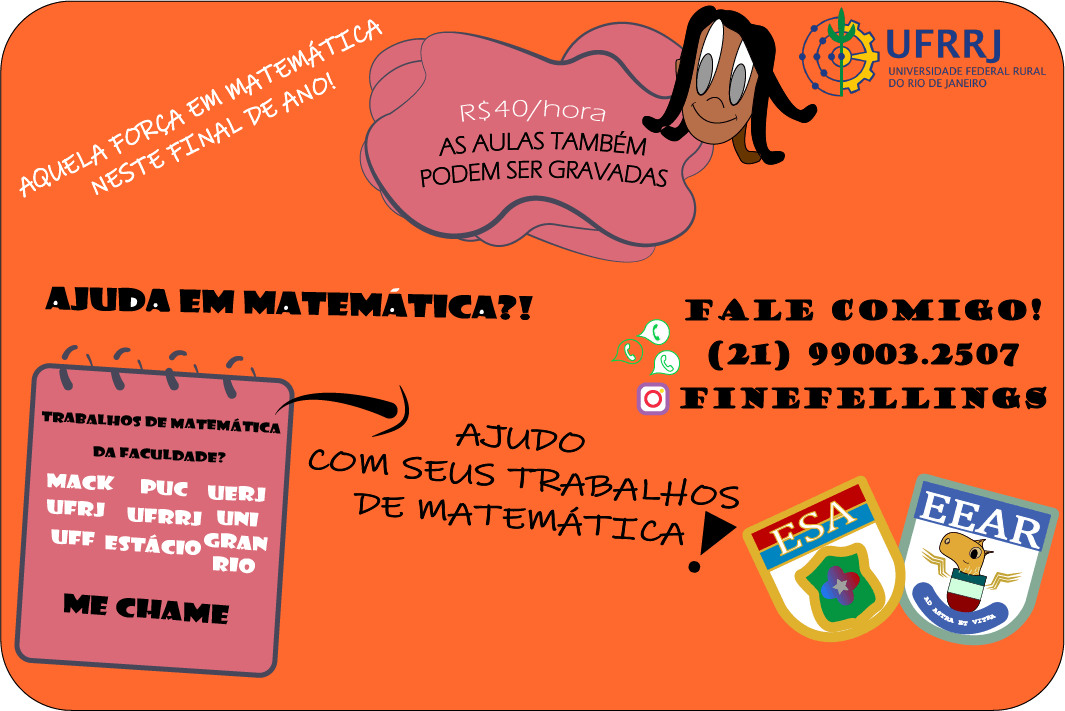 AQUELA FORÇA EM MATEMÁTICA
NESTE FINAL DE ANO!
R$40/hora
AS AULAS TAMBÉM
PODEM SER GRAVADAS
UFRRJ
UNIVERSIDADE FEDERAL RURAL
DO RIO DE JANEIRO
AJUDA EM MATEMÁTICA?!
FALE COMIGO!
(21) 99003.2507
FINEFELLINGS
TRABALHOS DE MATEMÁTICA
DA FACULDADE?
MACK PUC UERJ
UFRJ UFRRJ UNI
UFF ESTÁCIO GRAN
RIO
ME CHAME
AJUDO
COM SEUS TRABALHOS
DE MATEMÁTICA!
ESA
EEAR
AD ASTRA ET VLTRA